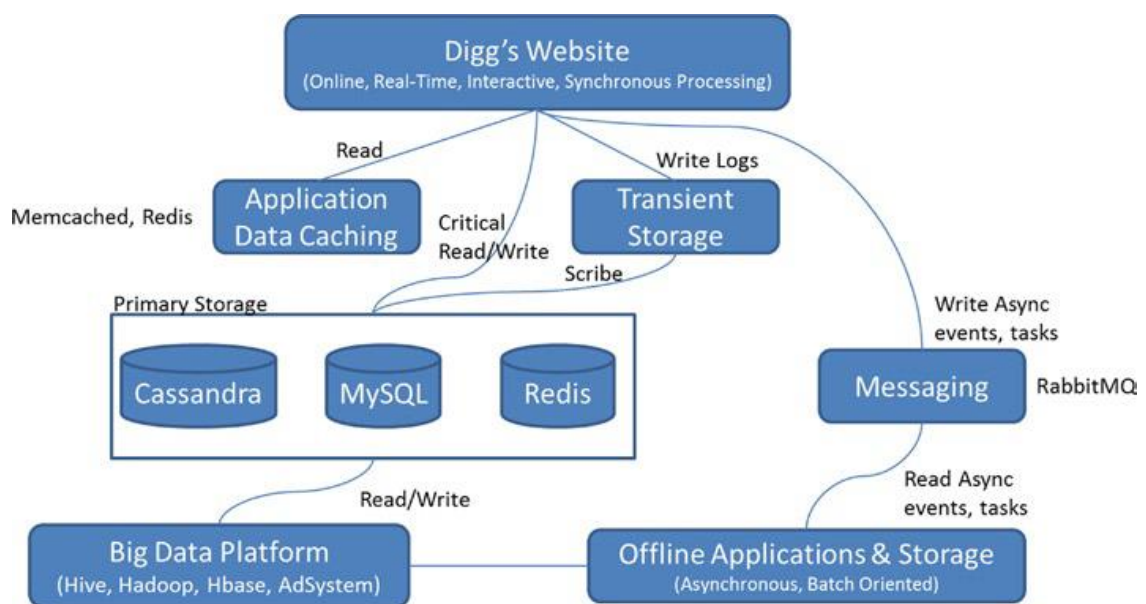 Digg's Website
(Online, Real-Time, Interactive, Synchronous Processing)
Read
Write Logs
Memcached, Redis
Application
Data Caching
Critical
Read/Write
Transient
Storage
Scribe
Primary Storage
Cassandra
MySQL
Redis
Write Async
events, tasks
Messaging
RabbitMQ
Read/Write
Read Async
events, tasks
Big Data Platform
(Hive, Hadoop, Hbase, AdSystem)
Offline Applications & Storage
(Asynchronous, Batch Oriented)